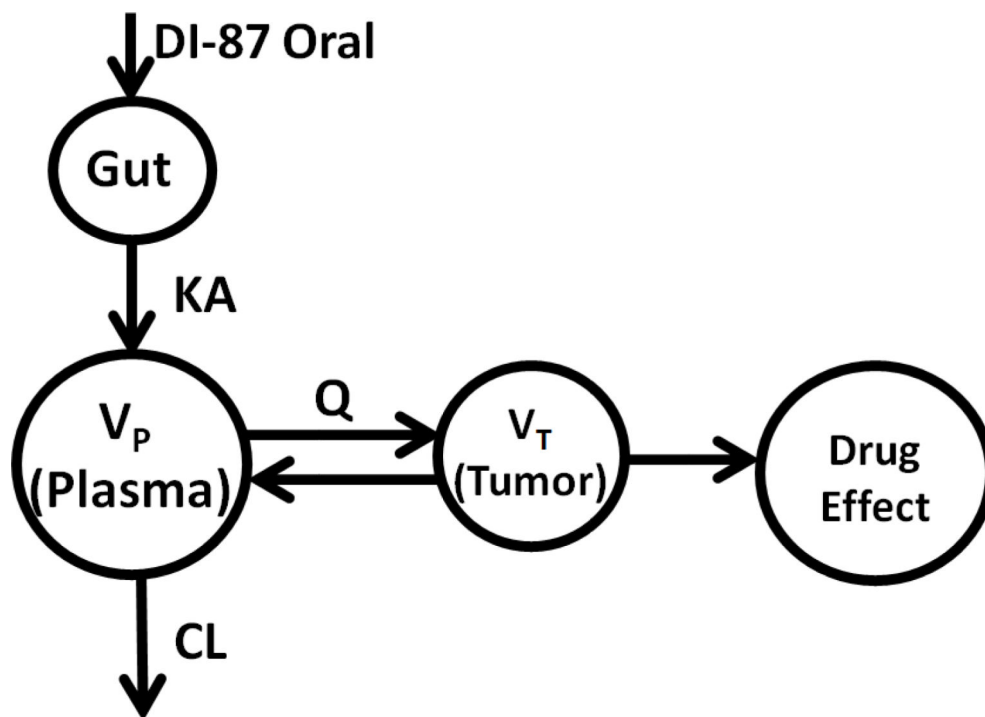 DI-87 Oral
Gut
KA
V_P
(Plasma)
Q
V_T
(Tumor)
Drug
Effect
CL